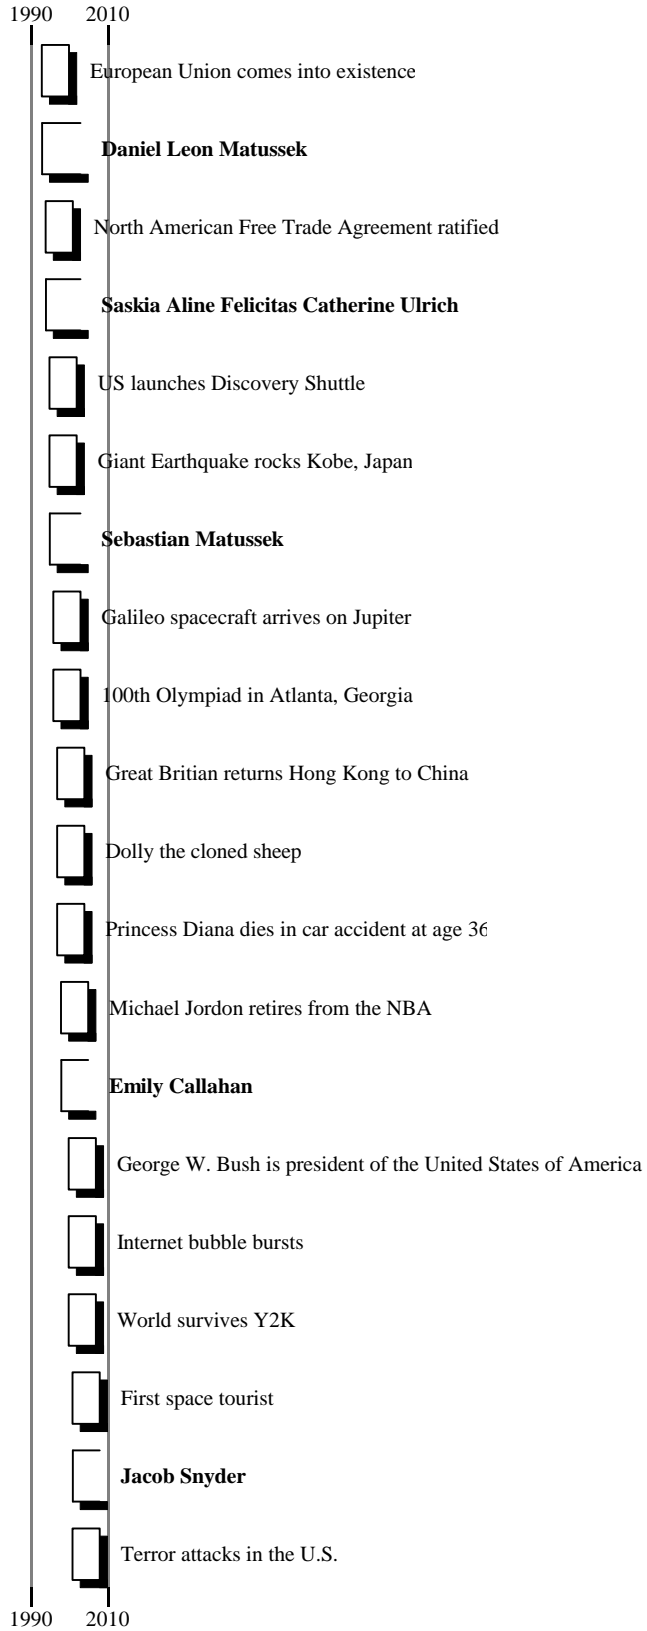 1990 2010
European Union comes into existence
Daniel Leon Matussek
North American Free Trade Agreement ratified
Saskia Aline Felicitas Catherine Ulrich
US launches Discovery Shuttle
Giant Earthquake rocks Kobe, Japan
Sebastian Matussek
Galileo spacecraft arrives on Jupiter
100th Olympiad in Atlanta, Georgia
Great Britian returns Hong Kong to China
Dolly the cloned sheep
Princess Diana dies in car accident at age 36
Michael Jordon retires from the NBA
Emily Callahan
George W. Bush is president of the United States of America
Internet bubble bursts
World survives Y2K
First space tourist
Jacob Snyder
Terror attacks in the U.S.
1990 2010